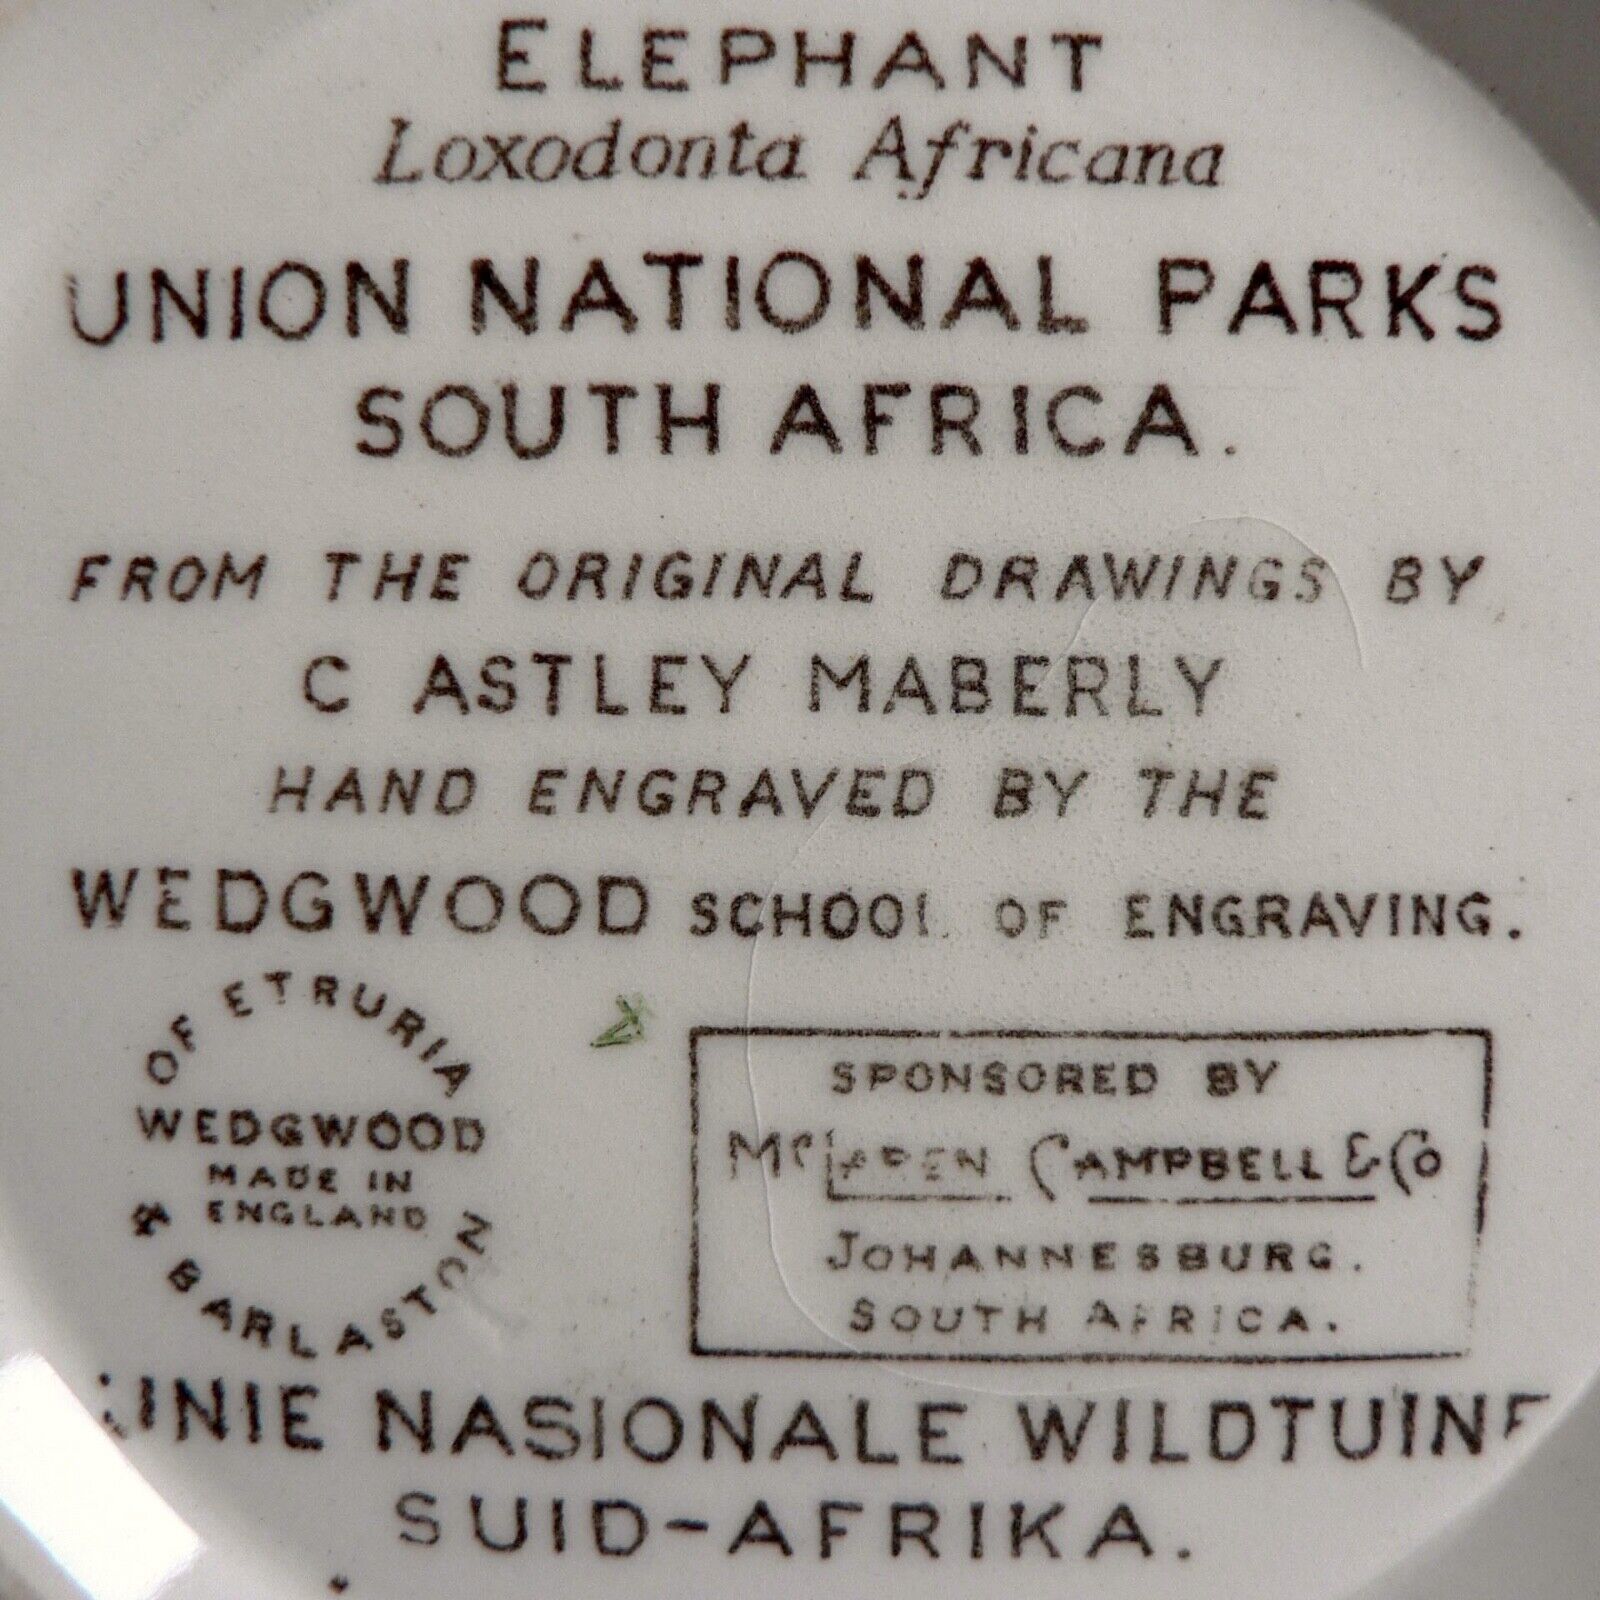 ELEPHANT
Loxodonta Africana
UNION NATIONAL PARKS
SOUTH AFRICA.
FROM THE ORIGINAL DRAWINGS BY
C ASTLEY MABERLY
HAND ENGRAVED BY THE
WEDGWOOD SCHOOL OF ENGRAVING.
OF ETRURIA
WEDGWOOD
MADE IN
ENGLAND
& BARLASTON
SPONSORED BY
McLAREN CAMPBELL & Co
JOHANNESBURG.
SOUTH AFRICA.
UNIE NASIONALE WILDTUINE
SUID-AFRIKA.